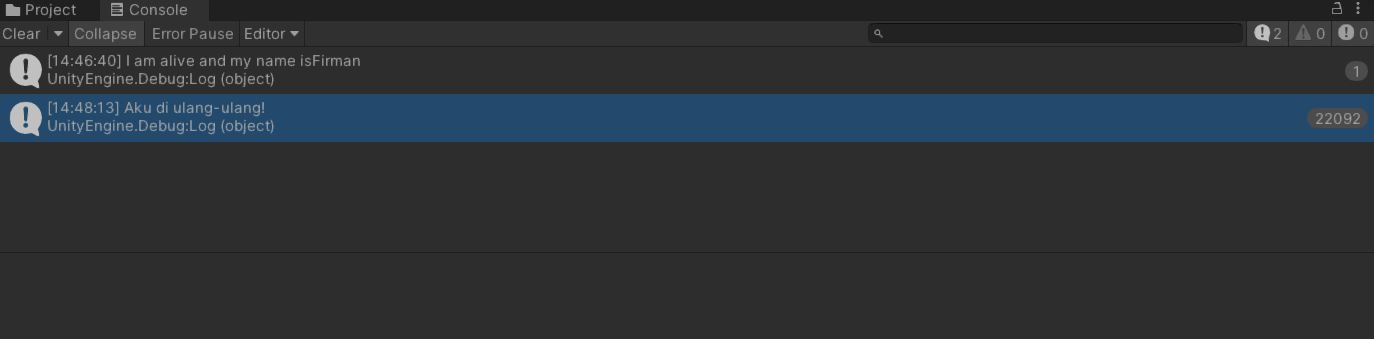 Project Console
Clear Collapse Error Pause Editor 2 0 0
[14:46:40] I am alive and my name isFirman
UnityEngine.Debug:Log (object)
1
[14:48:13] Aku di ulang-ulang!
UnityEngine.Debug:Log (object)
22092